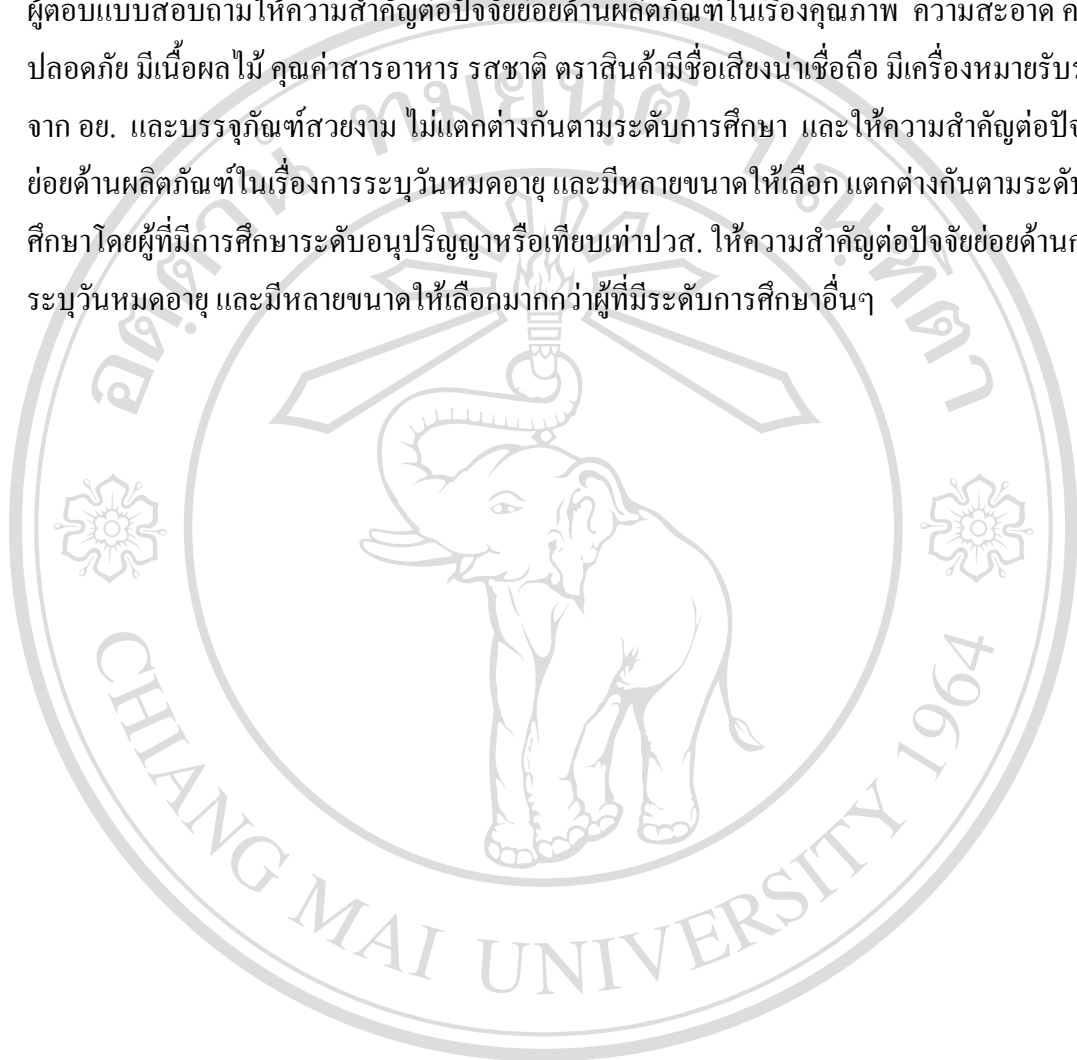 ผู้ตอบแบบสอบถามให้ความสำคัญต่อปัจจัยย่อยด้านผลิตภัณฑ์ในเรื่องคุณภาพ ความสะอาด
ปลอดภัย มีเนื้อผลไม้ คุณค่าสารอาหาร รสชาติ ตราสินค้ามีชื่อเสียงน่าเชื่อถือ มีเครื่องหมาย
จาก อย. และบรรจุภัณฑ์สวยงาม ไม่แตกต่างกันตามระดับการศึกษา และให้ความสำคัญต่อ
ย่อยด้านผลิตภัณฑ์ในเรื่องการระบุวันหมดอายุ และมีหลายขนาดให้เลือก แตกต่างกันตาม
ศึกษาโดยผู้ที่มีการศึกษาระดับอนุปริญญาหรือเทียบเท่าปวส. ให้ความสำคัญต่อปัจจัยย่อยด้าน
ระบุวันหมดอายุ และมีหลายขนาดให้เลือกมากกว่าผู้ที่มีระดับการศึกษาอื่นๆ
อตฺตานํ ทมยนฺติ ปณฺฑิตา
CHIANG MAI UNIVERSITY 1964